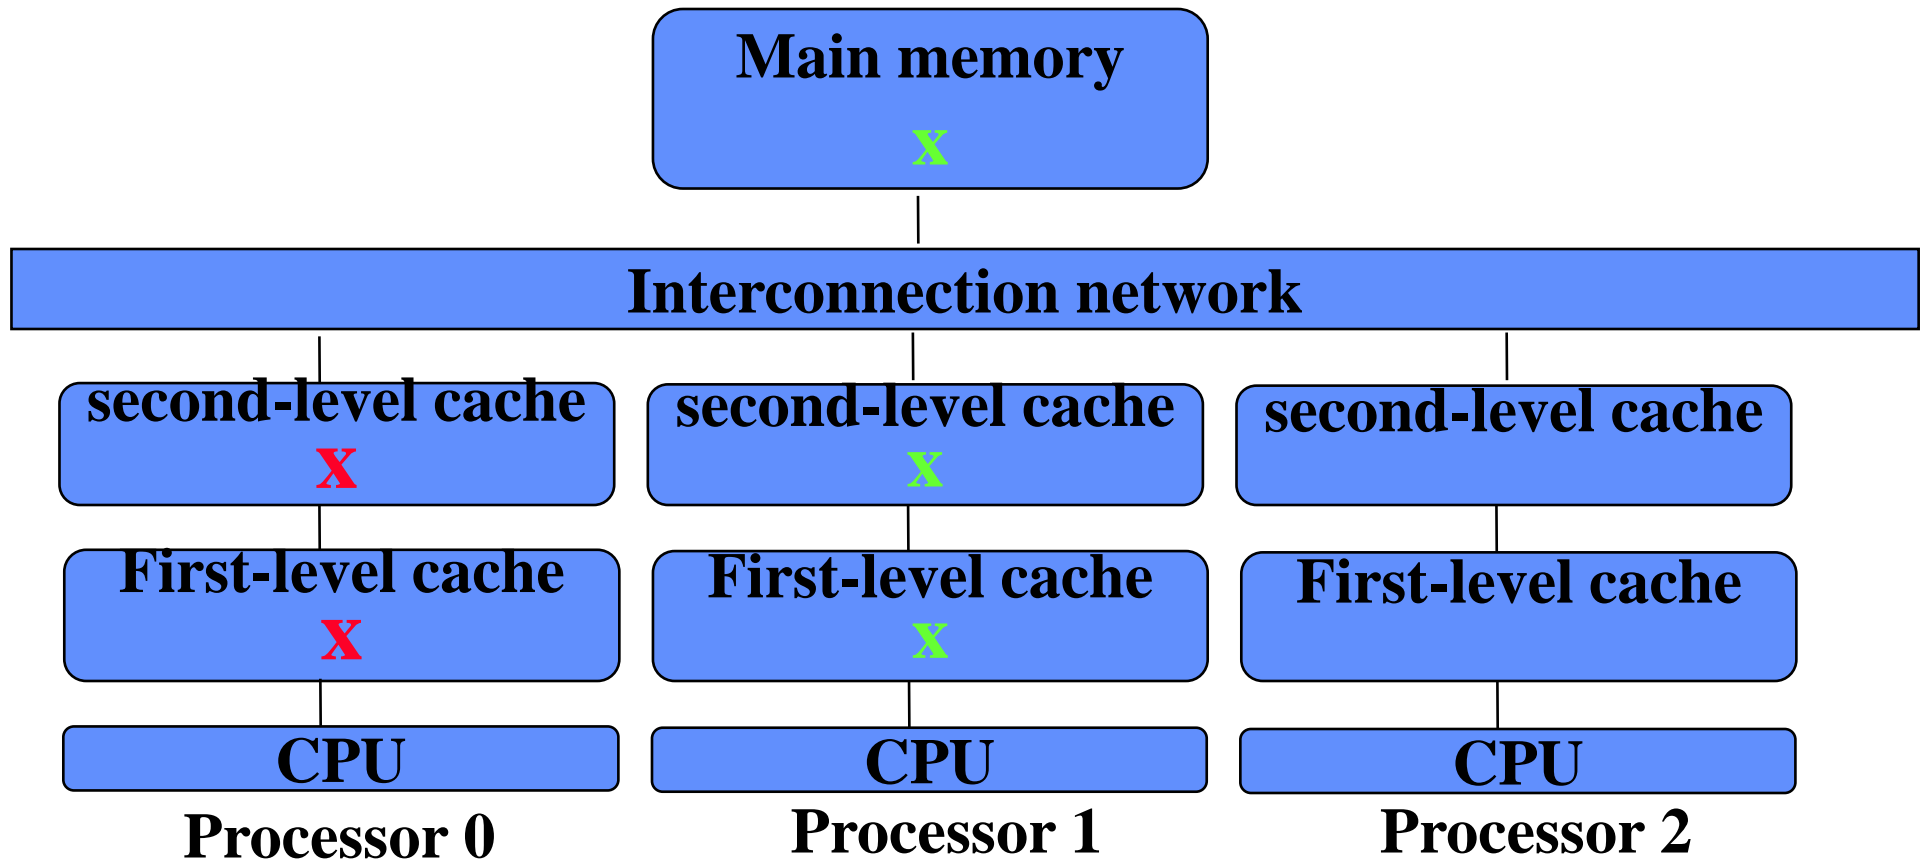 Main memory
x
Interconnection network
second-level cache
x
second-level cache
x
second-level cache
First-level cache
x
First-level cache
x
First-level cache
CPU
CPU
CPU
Processor 0
Processor 1
Processor 2